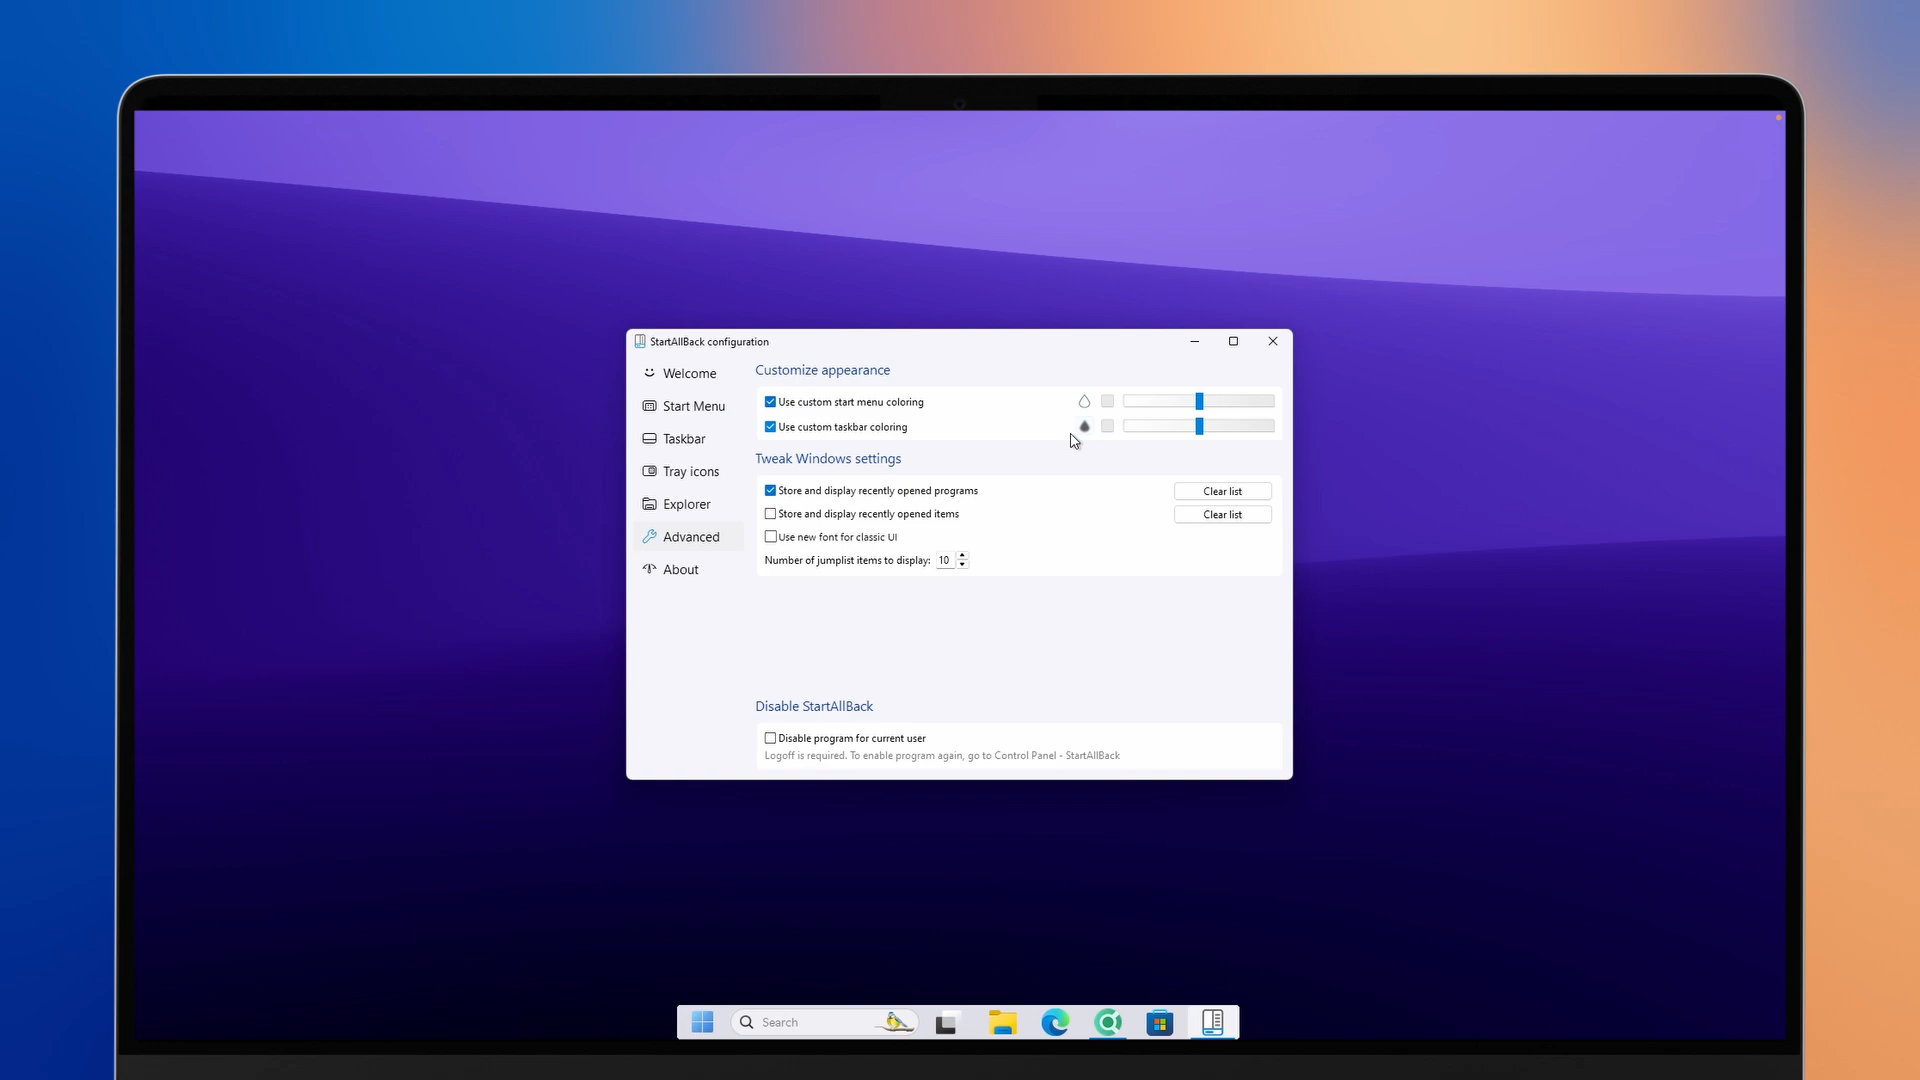 StartAllBack configuration
Welcome
Start Menu
Taskbar
Tray icons
Explorer
Advanced
About
Customize appearance
Use custom start menu coloring
Use custom taskbar coloring
Tweak Windows settings
Store and display recently opened programs
Clear list
Store and display recently opened items
Clear list
Use new font for classic UI
Number of jumplist items to display: 10
Disable StartAllBack
Disable program for current user
Logoff is required. To enable program again, go to Control Panel - StartAllBack
Search